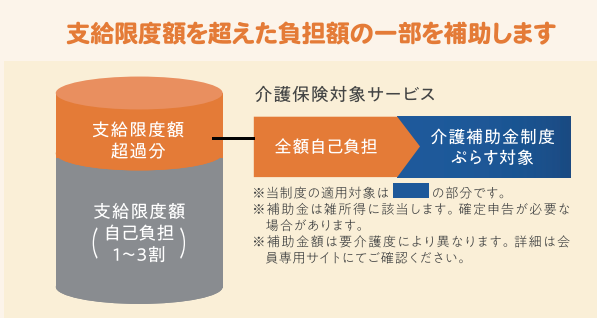 支給限度額を超えた負担額の一部を補助します
介護保険対象サービス
支給限度額
超過分
全額自己負担
介護補助金制度
ぷらす対象
支給限度額
(自己負担
1〜3割)
※当制度の適用対象は の部分です。
※補助金は雑所得に該当します。確定申告が必要な
場合があります。
※補助金額は要介護度により異なります。詳細は会
員専用サイトにてご確認ください。